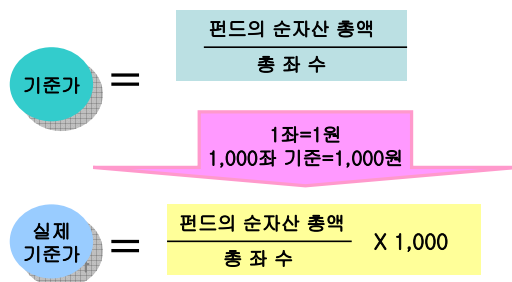 펀드의 순자산 총액
기준가 =
총 좌 수
1좌=1원
1,000좌 기준=1,000원
펀드의 순자산 총액
실제
기준가 =
X 1,000
총 좌 수